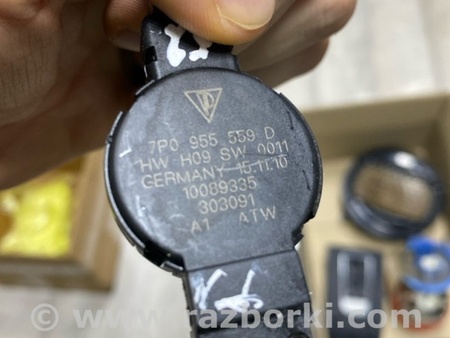 7P0 955 559 D
HW H09 SW 0011
GERMANY 15.11.10
10089335
303091
A1 ATW
© www.razborki.com